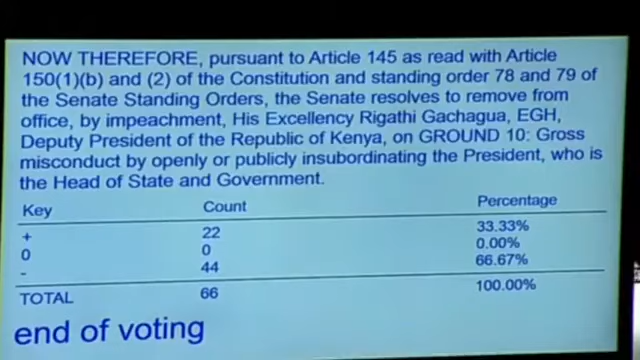 NOW THEREFORE, pursuant to Article 145 as read with Article
150(1)(b) and (2) of the Constitution and standing order 78 and 79 of
the Senate Standing Orders, the Senate resolves to remove from
office, by impeachment, His Excellency Rigathi Gachagua, EGH,
Deputy President of the Republic of Kenya, on GROUND 10: Gross
misconduct by openly or publicly insubordinating the President, who is
the Head of State and Government.
Key Count Percentage
+ 22 33.33%
0 0 0.00%
- 44 66.67%
TOTAL 66 100.00%
end of voting